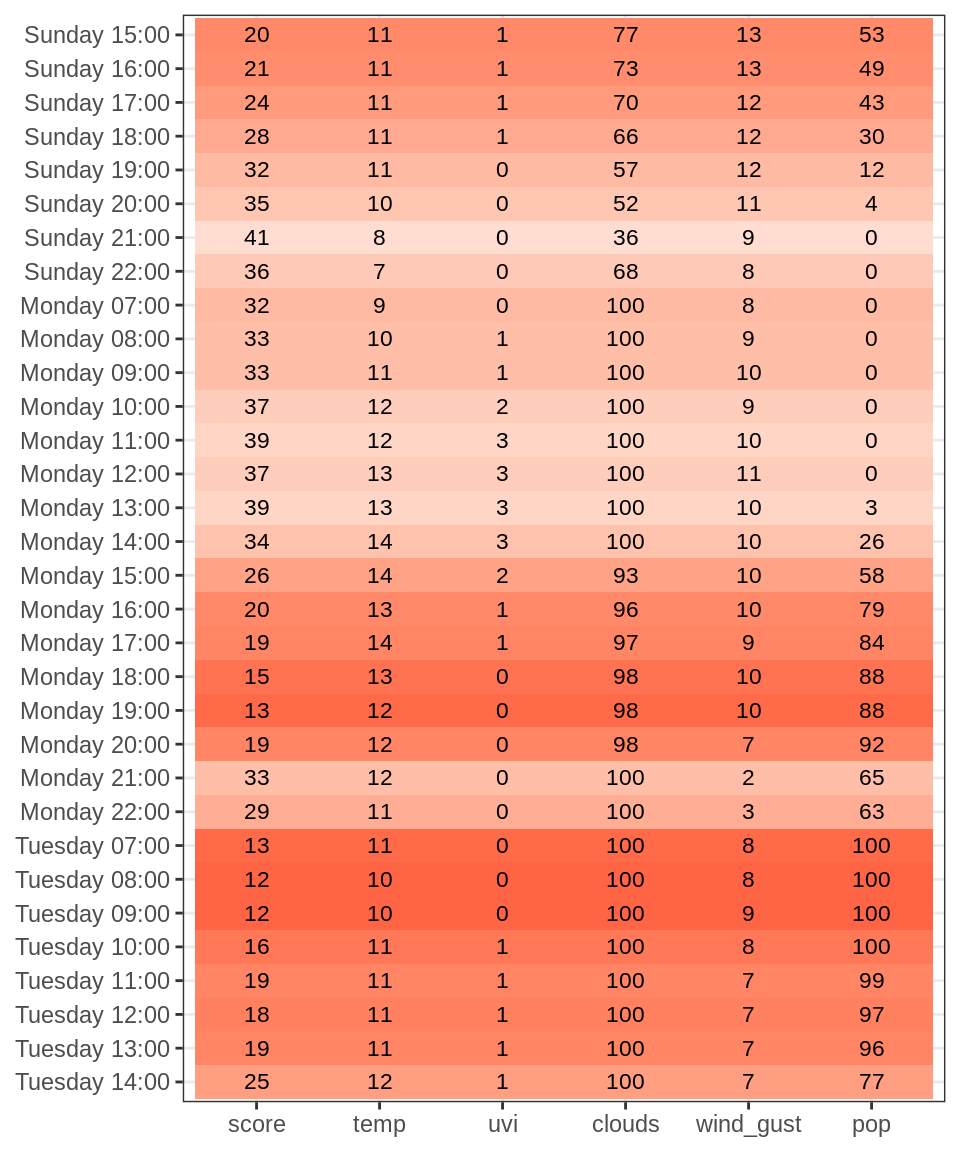 Sunday 15:00 20 11 1 77 13 53
Sunday 16:00 21 11 1 73 13 49
Sunday 17:00 24 11 1 70 12 43
Sunday 18:00 28 11 1 66 12 30
Sunday 19:00 32 11 0 57 12 12
Sunday 20:00 35 10 0 52 11 4
Sunday 21:00 41 8 0 36 9 0
Sunday 22:00 36 7 0 68 8 0
Monday 07:00 32 9 0 100 8 0
Monday 08:00 33 10 1 100 9 0
Monday 09:00 33 11 1 100 10 0
Monday 10:00 37 12 2 100 9 0
Monday 11:00 39 12 3 100 10 0
Monday 12:00 37 13 3 100 11 0
Monday 13:00 39 13 3 100 10 3
Monday 14:00 34 14 3 100 10 26
Monday 15:00 26 14 2 93 10 58
Monday 16:00 20 13 1 96 10 79
Monday 17:00 19 14 1 97 9 84
Monday 18:00 15 13 0 98 10 88
Monday 19:00 13 12 0 98 10 88
Monday 20:00 19 12 0 98 7 92
Monday 21:00 33 12 0 100 2 65
Monday 22:00 29 11 0 100 3 63
Tuesday 07:00 13 11 0 100 8 100
Tuesday 08:00 12 10 0 100 8 100
Tuesday 09:00 12 10 0 100 9 100
Tuesday 10:00 16 11 1 100 8 100
Tuesday 11:00 19 11 1 100 7 99
Tuesday 12:00 18 11 1 100 7 97
Tuesday 13:00 19 11 1 100 7 96
Tuesday 14:00 25 12 1 100 7 77
score temp uvi clouds wind_gust pop